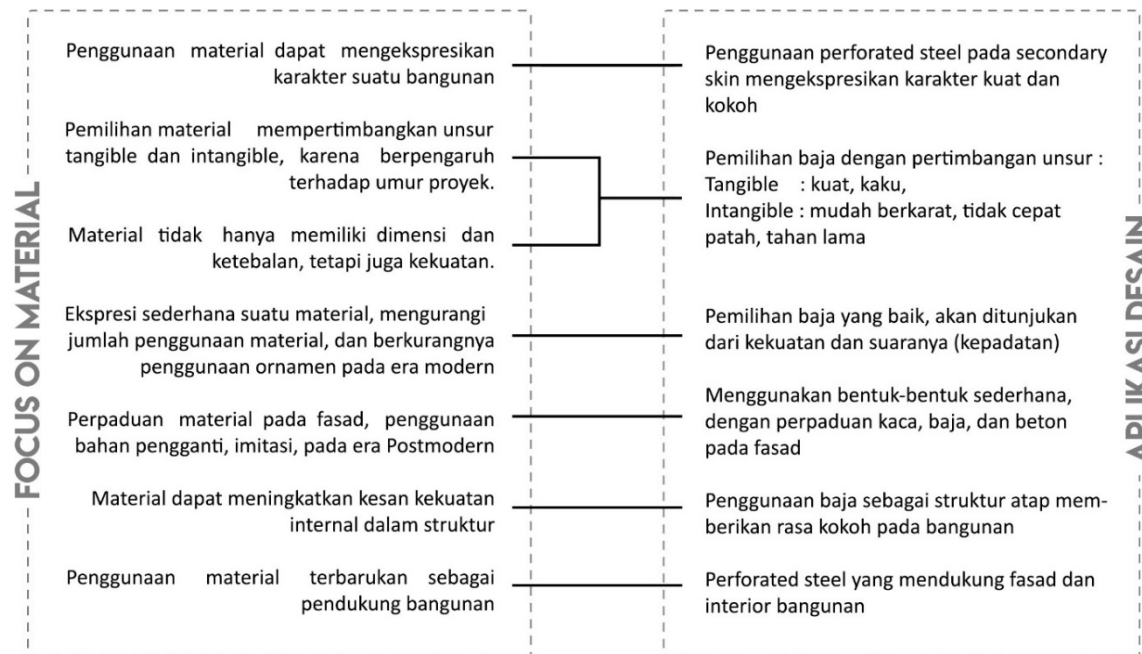 FOCUS ON MATERIAL
Penggunaan material dapat mengekspresikan
karakter suatu bangunan
Pemilihan material mempertimbangkan unsur
tangible dan intangible, karena berpengaruh
terhadap umur proyek.
Material tidak hanya memiliki dimensi dan
ketebalan, tetapi juga kekuatan.
Ekspresi sederhana suatu material, mengurangi
jumlah penggunaan material, dan berkurangnya
penggunaan ornamen pada era modern
Perpaduan material pada fasad, penggunaan
bahan pengganti, imitasi, pada era Postmodern
Material dapat meningkatkan kesan kekuatan
internal dalam struktur
Penggunaan material terbarukan sebagai
pendukung bangunan
Penggunaan perforated steel pada secondary
skin mengekspresikan karakter kuat dan
kokoh
Pemilihan baja dengan pertimbangan unsur :
Tangible : kuat, kaku,
Intangible : mudah berkarat, tidak cepat
patah, tahan lama
Pemilihan baja yang baik, akan ditunjukan
dari kekuatan dan suaranya (kepadatan)
Menggunakan bentuk-bentuk sederhana,
dengan perpaduan kaca, baja, dan beton
pada fasad
Penggunaan baja sebagai struktur atap mem-
berikan rasa kokoh pada bangunan
Perforated steel yang mendukung fasad dan
interior bangunan
APLIKASI DESAIN